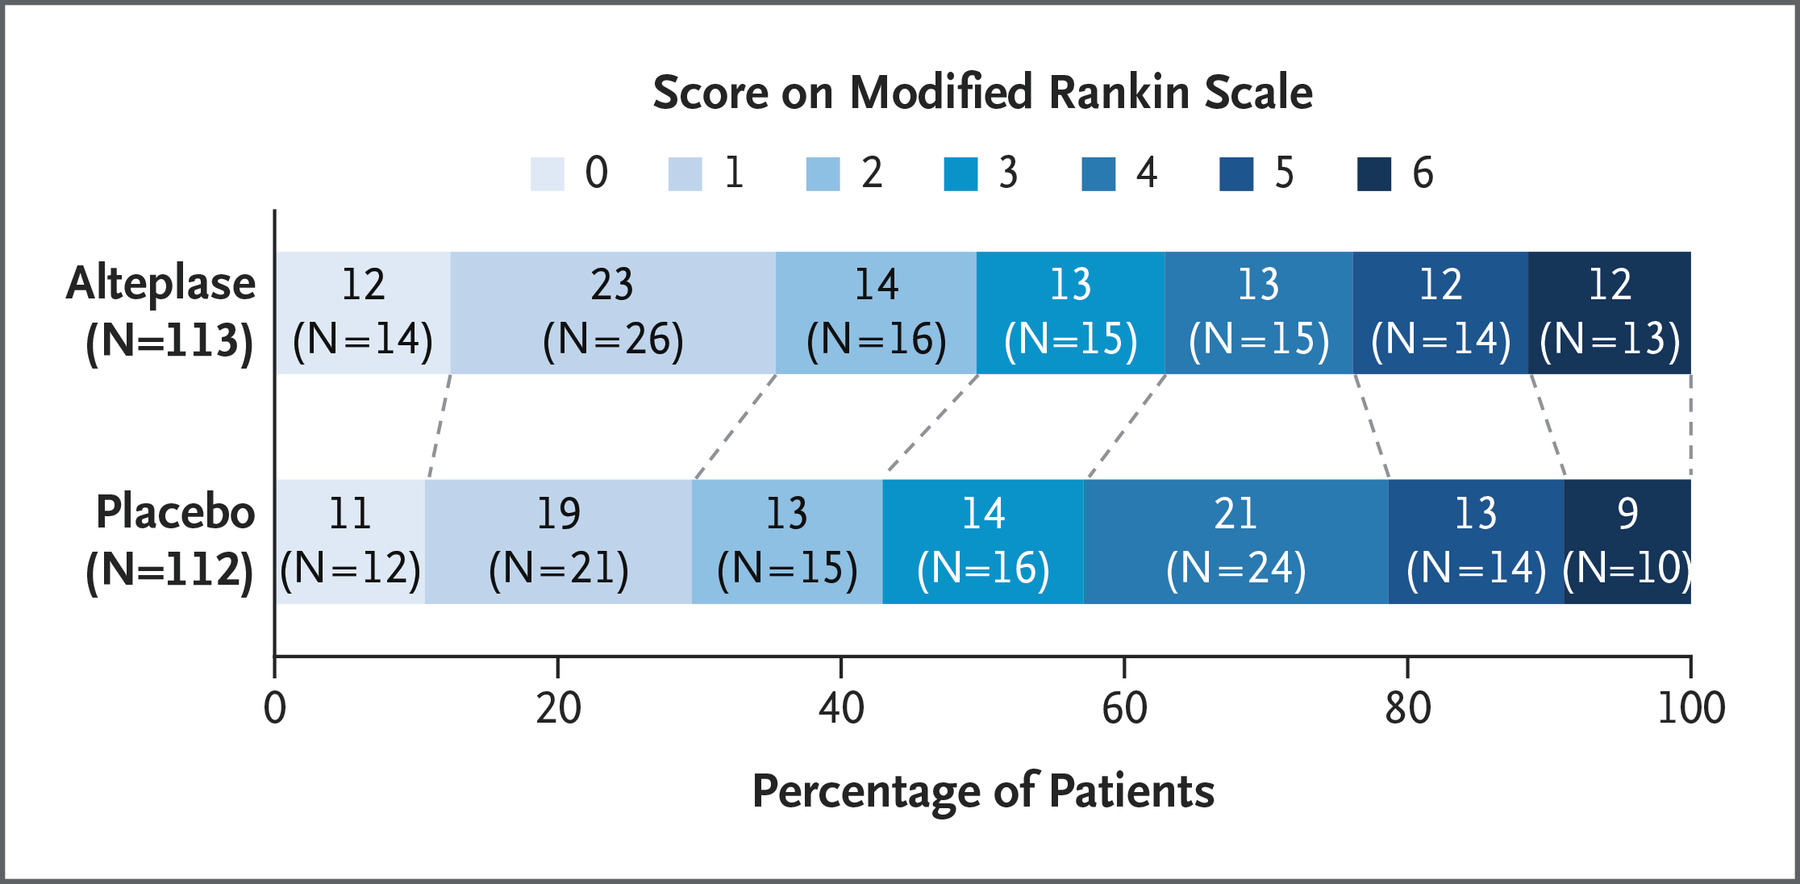 Score on Modified Rankin Scale
0 1 2 3 4 5 6
Alteplase
(N=113)
12 23 14 13 13 12 12
(N=14) (N=26) (N=16) (N=15) (N=15) (N=14) (N=13)
Placebo
(N=112)
11 19 13 14 21 13 9
(N=12) (N=21) (N=15) (N=16) (N=24) (N=14) (N=10)
0 20 40 60 80 100
Percentage of Patients